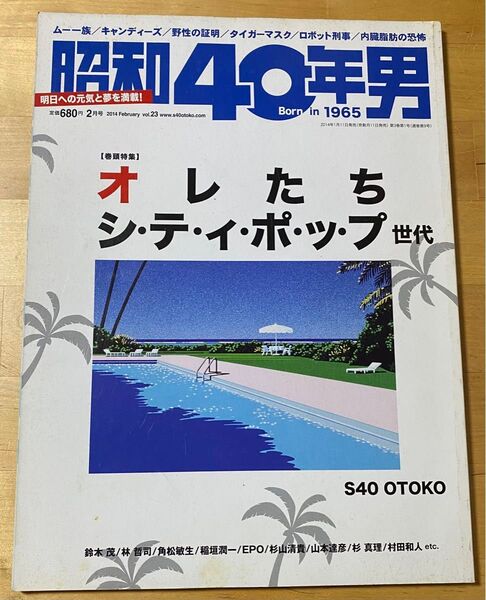 ムー一族／キャンディーズ／野性の証明／タイガーマスク／ロボット刑事／内臓脂肪の恐怖
昭和40年男
明日への元気と夢を満載!
Born in 1965
定価680円 2月号 2014 February vol.23 www.s40otoko.com
【巻頭特集】
オレたち
シ・テ・ィ・ポ・ッ・プ 世代
S40 OTOKO
鈴木 茂/林 哲司/角松敏生/稲垣潤一/EPO/杉山清貴/山本達彦/杉 真理/村田和人 etc.